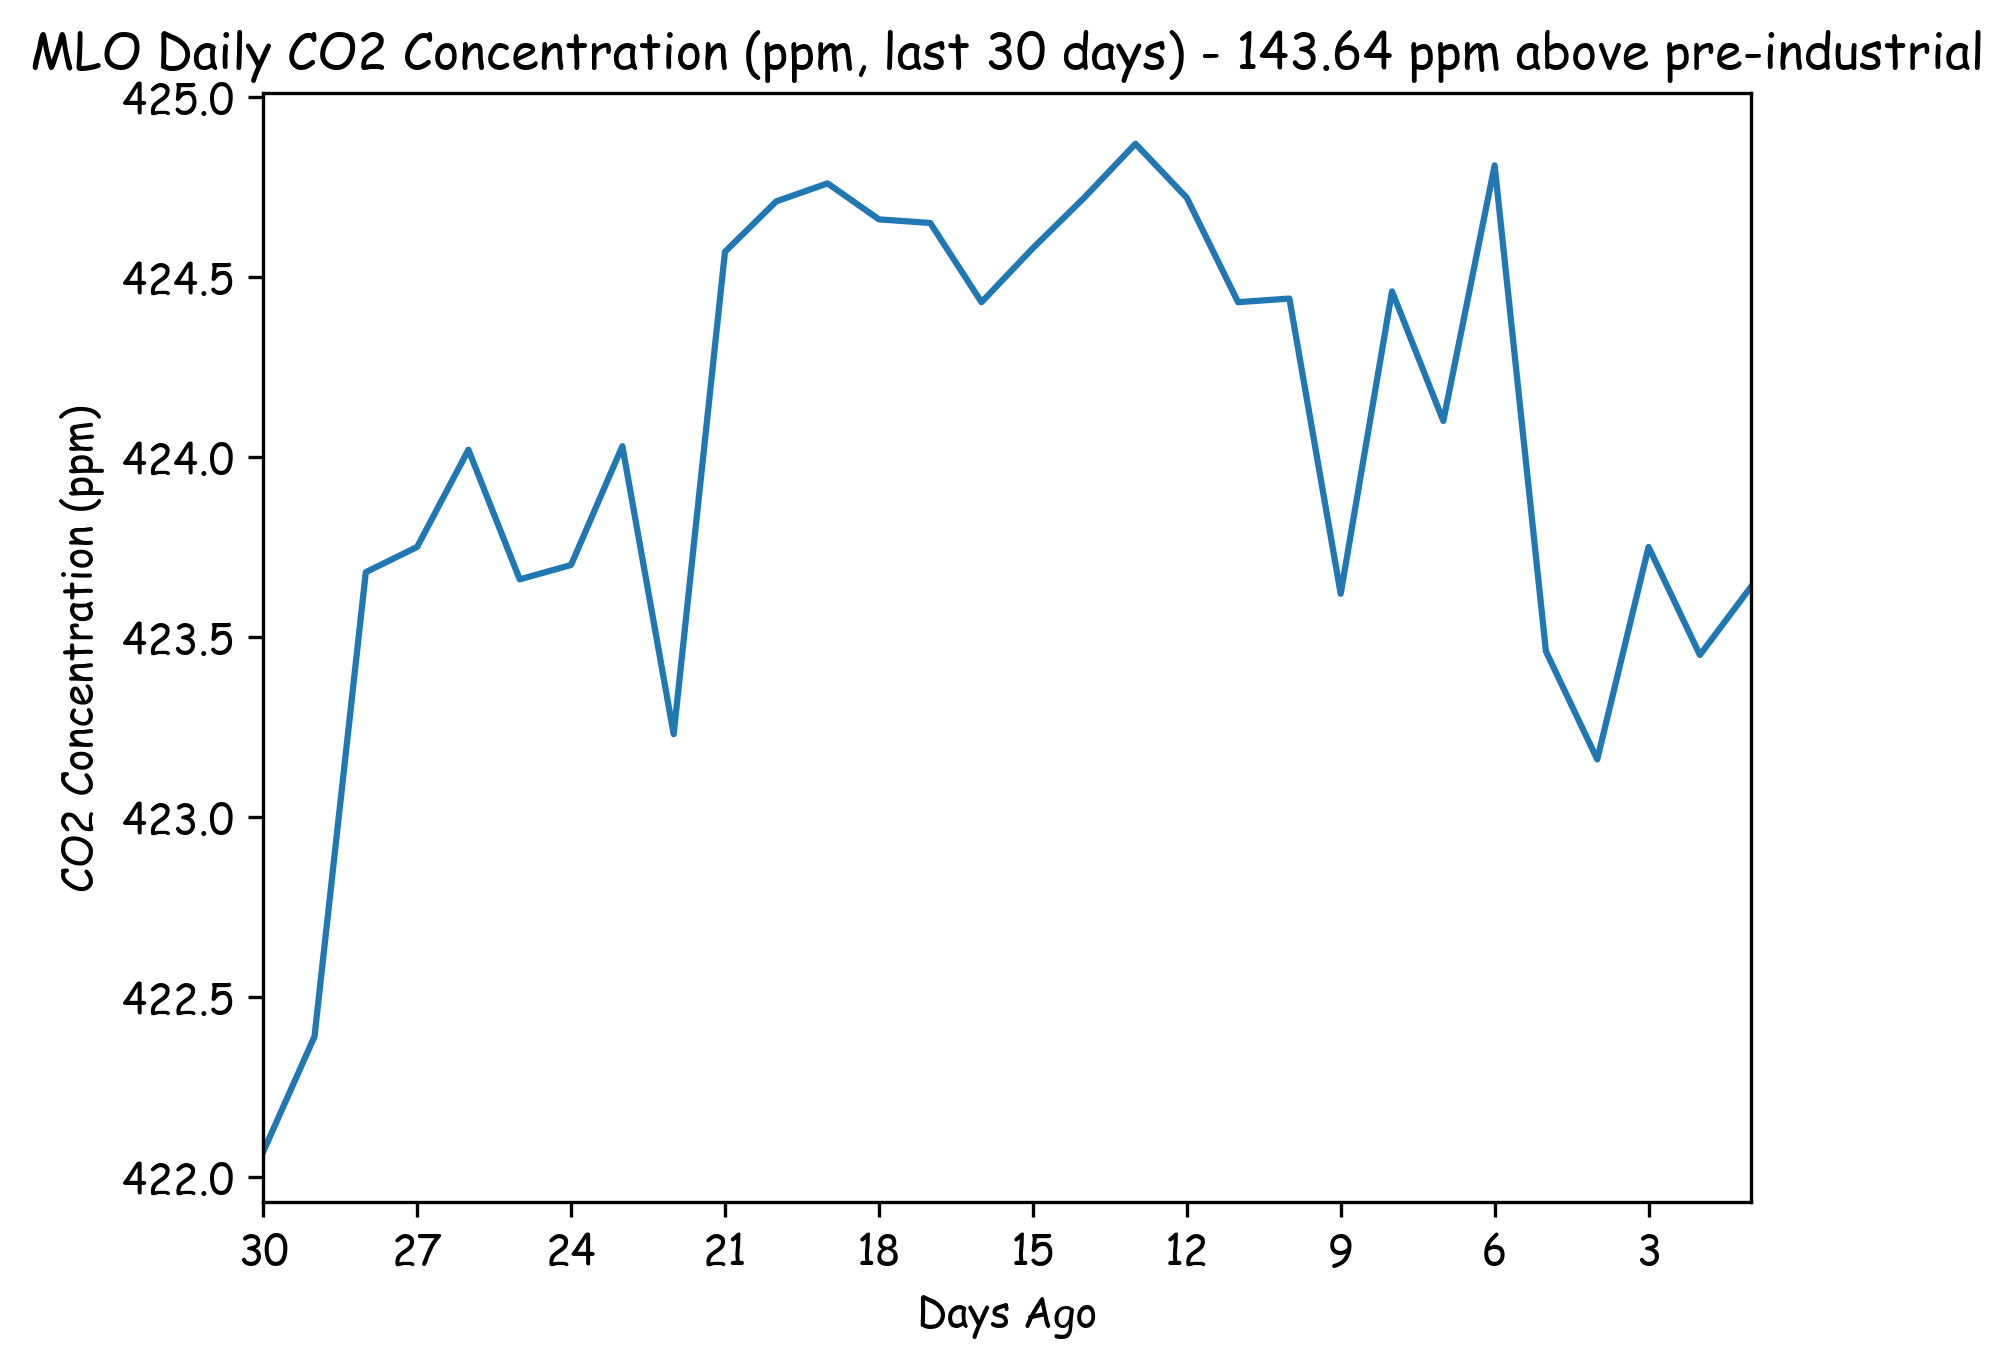 MLO Daily CO2 Concentration (ppm, last 30 days) - 143.64 ppm above pre-industrial
425.0
424.5
424.0
423.5
423.0
422.5
422.0
CO2 Concentration (ppm)
30 27 24 21 18 15 12 9 6 3
Days Ago